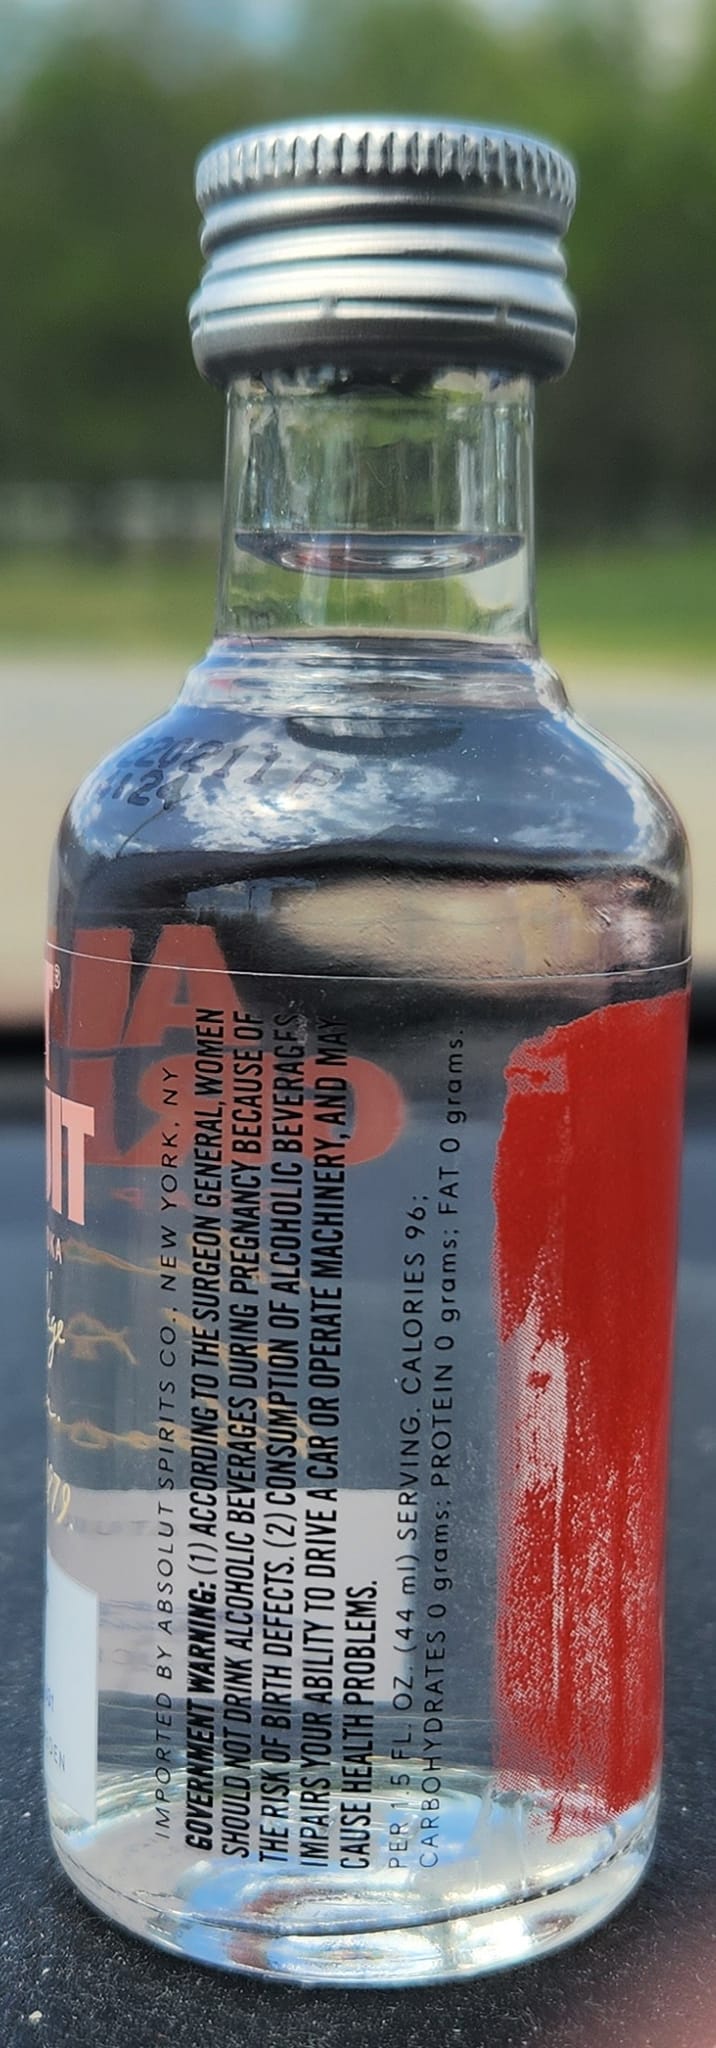 220211 P
IMPORTED BY ABSOLUT SPIRITS CO., NEW YORK, NY
GOVERNMENT WARNING: (1) ACCORDING TO THE SURGEON GENERAL, WOMEN
SHOULD NOT DRINK ALCOHOLIC BEVERAGES DURING PREGNANCY BECAUSE OF
THE RISK OF BIRTH DEFECTS. (2) CONSUMPTION OF ALCOHOLIC BEVERAGES
IMPAIRS YOUR ABILITY TO DRIVE A CAR OR OPERATE MACHINERY, AND MAY
CAUSE HEALTH PROBLEMS.
PER 1.5 FL. OZ. (44 ml) SERVING, CALORIES 96;
CARBOHYDRATES 0 grams; PROTEIN 0 grams; FAT 0 grams.